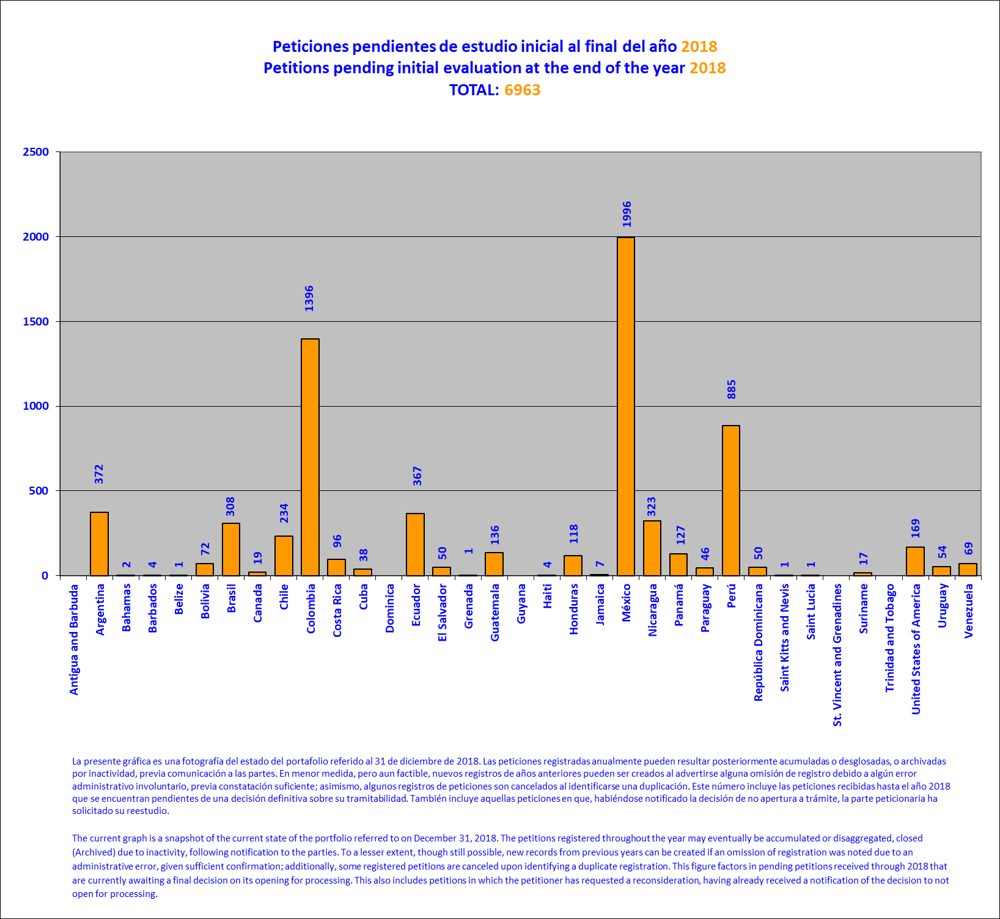 Peticiones pendientes de estudio inicial al final del año 2018
Petitions pending initial evaluation at the end of the year 2018
TOTAL: 6963
2500
2000
1500
1000
500
0
372
2
4
1
72
308
19
234
1396
96
38
367
50
1
136
4
118
7
1996
323
127
46
885
50
1
1
17
169
54
69
Antigua and Barbuda
Argentina
Bahamas
Barbados
Belize
Bolivia
Brasil
Canada
Chile
Colombia
Costa Rica
Cuba
Dominica
Ecuador
El Salvador
Grenada
Guatemala
Guyana
Haiti
Honduras
Jamaica
México
Nicaragua
Panamá
Paraguay
Perú
República Dominicana
Saint Kitts and Nevis
Saint Lucia
St. Vincent and Grenadines
Suriname
Trinidad and Tobago
United States of America
Uruguay
Venezuela
La presente gráfica es una fotografía del estado del portafolio referido al 31 de diciembre de 2018. Las peticiones registradas anualmente pueden resultar posteriormente acumuladas o desglosadas, o archivadas
por inactividad, previa comunicación a las partes. En menor medida, pero aun factible, nuevos registros de años anteriores pueden ser creados al advertirse alguna omisión de registro debido a algún error
administrativo involuntario, previa constatación suficiente; asimismo, algunos registros de peticiones son cancelados al identificarse una duplicación. Este número incluye las peticiones recibidas hasta el año 2018
que se encuentran pendientes de una decisión definitiva sobre su tramitabilidad. También incluye aquellas peticiones en que, habiéndose notificado la decisión de no apertura a trámite, la parte peticionaria ha
solicitado su reestudio.
The current graph is a snapshot of the current state of the portfolio referred to on December 31, 2018. The petitions registered throughout the year may eventually be accumulated or disaggregated, closed
(Archived) due to inactivity, following notification to the parties. To a lesser extent, though still possible, new records from previous years can be created if an omission of registration was noted due to an
administrative error, given sufficient confirmation; additionally, some registered petitions are canceled upon identifying a duplicate registration. This figure factors in pending petitions received through 2018 that
are currently awaiting a final decision on its opening for processing. This also includes petitions in which the petitioner has requested a reconsideration, having already received a notification of the decision to not
open for processing.